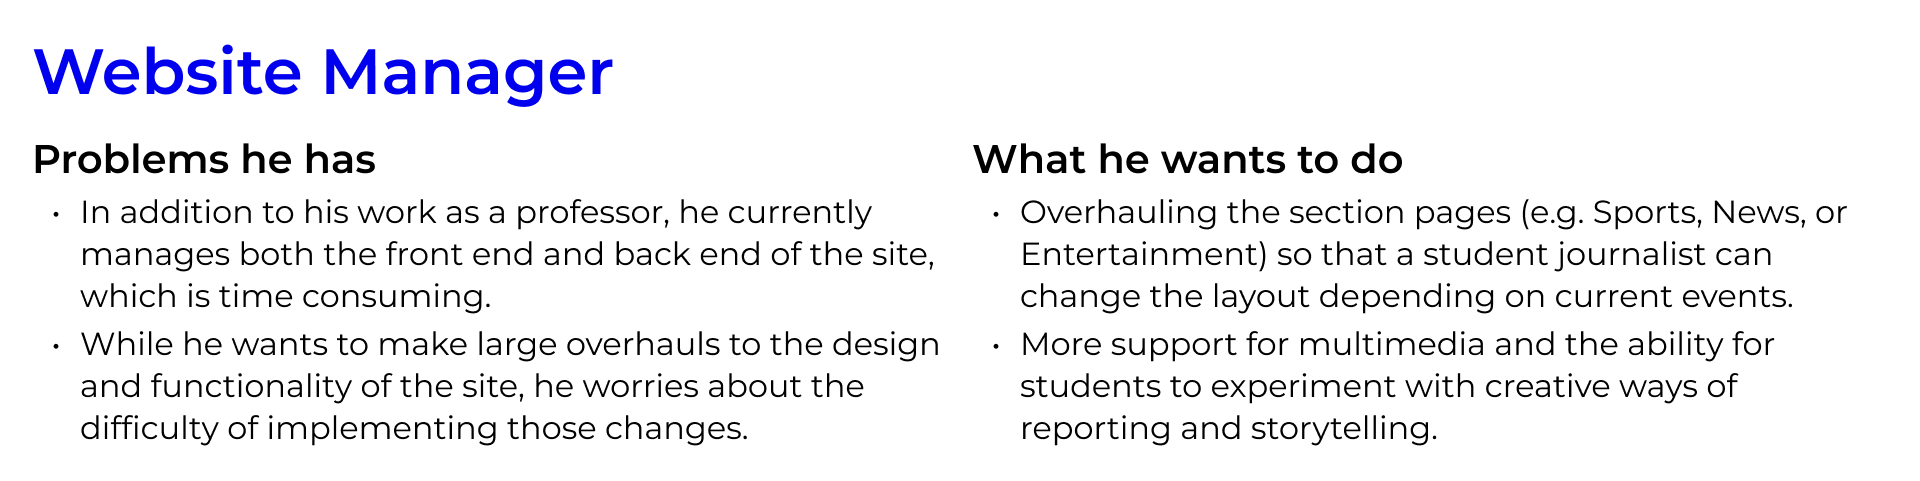 Website Manager
Problems he has
• In addition to his work as a professor, he currently
manages both the front end and back end of the site,
which is time consuming.
• While he wants to make large overhauls to the design
and functionality of the site, he worries about the
difficulty of implementing those changes.
What he wants to do
• Overhauling the section pages (e.g. Sports, News, or
Entertainment) so that a student journalist can
change the layout depending on current events.
• More support for multimedia and the ability for
students to experiment with creative ways of
reporting and storytelling.